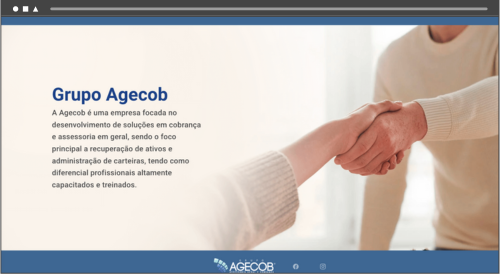 Grupo Agecob
A Agecob é uma empresa focada no
desenvolvimento de soluções em cobrança
e assessoria em geral, sendo o foco
principal a recuperação de ativos e
administração de carteiras, tendo como
diferencial profissionais altamente
capacitados e treinados.
AGECOB